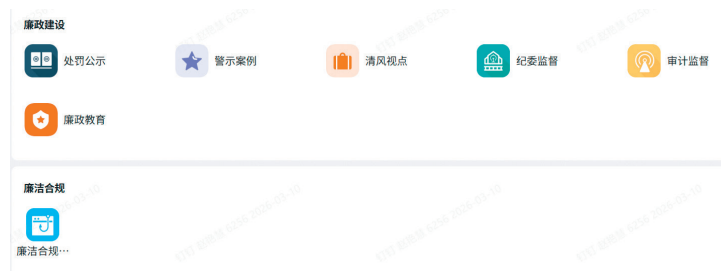 廉政建设
处罚公示
警示案例
清风视点
纪委监督
审计监督
廉政教育
廉洁合规
廉洁合规…